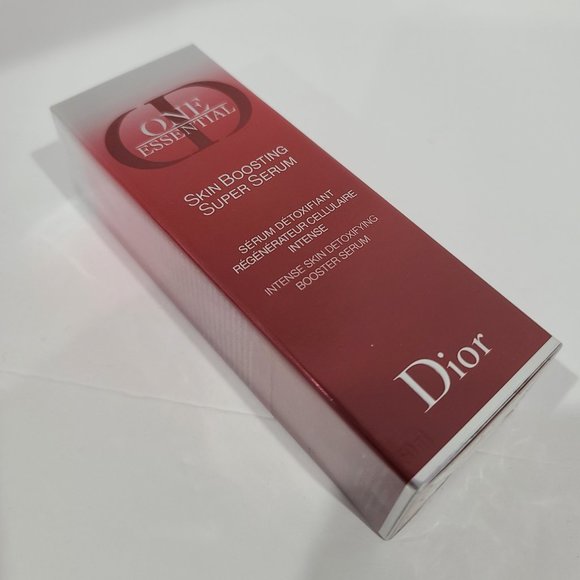 ONE
ESSENTIAL
SKIN BOOSTING
SUPER SERUM
SÉRUM DÉTOXIFIANT
RÉGÉNÉRATEUR CELLULAIRE
INTENSE
INTENSE SKIN DETOXIFYING
BOOSTER SERUM
Dior